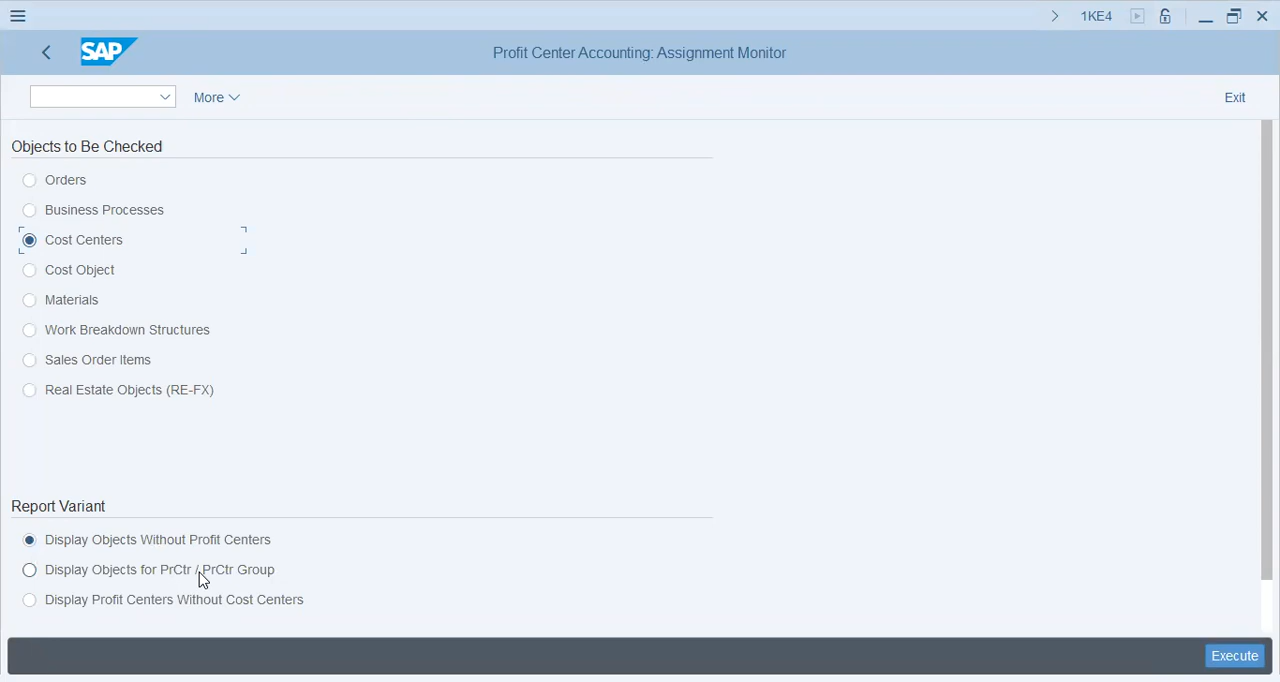 1KE4
SAP
Profit Center Accounting: Assignment Monitor
More
Exit
Objects to Be Checked
Orders
Business Processes
Cost Centers
Cost Object
Materials
Work Breakdown Structures
Sales Order Items
Real Estate Objects (RE-FX)
Report Variant
Display Objects Without Profit Centers
Display Objects for PrCtr / PrCtr Group
Display Profit Centers Without Cost Centers
Execute